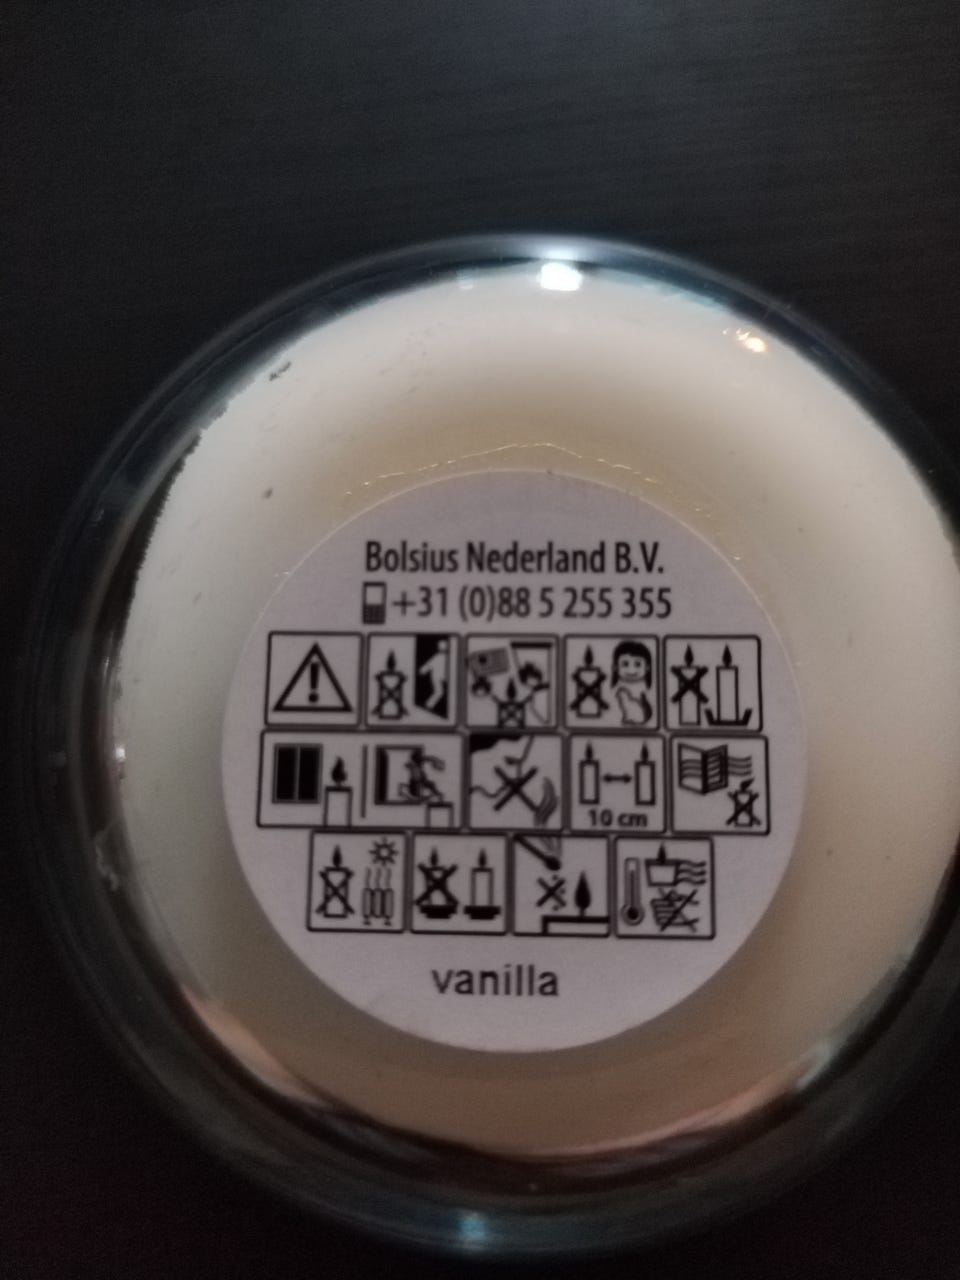 Bolsius Nederland B.V.
+31 (0)88 5 255 355
10 cm
vanilla